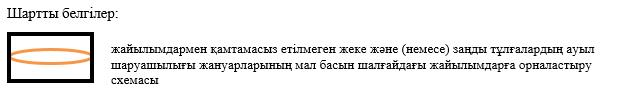 Шартты белгілер:
жайылымдармен қамтамасыз етілмеген жеке және (немесе) заңды тұлғалардың ауыл
шаруашылығы жануарларының мал басын шалғайдағы жайылымдарға орналастыру
схемасы